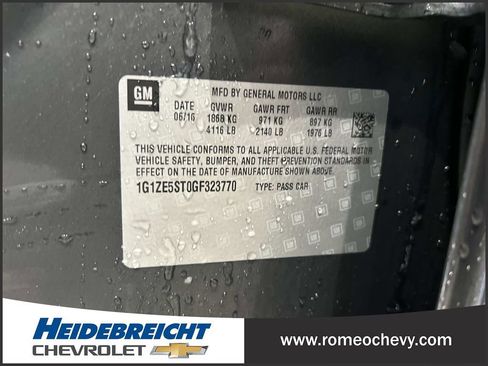 GM
MFD BY GENERAL MOTORS LLC
DATE GVWR GAWR FRT GAWR RR
06/16 1868 KG 971 KG 897 KG
4116 LB 2140 LB 1976 LB
THIS VEHICLE CONFORMS TO ALL APPLICABLE U.S. FEDERAL MOTOR
VEHICLE SAFETY, BUMPER, AND THEFT PREVENTION STANDARDS IN
EFFECT ON THE DATE OF MANUFACTURE SHOWN ABOVE.
1G1ZE5ST0GF323770 TYPE: PASS CAR
HEIDEBREICHT
CHEVROLET
www.romeochevy.com